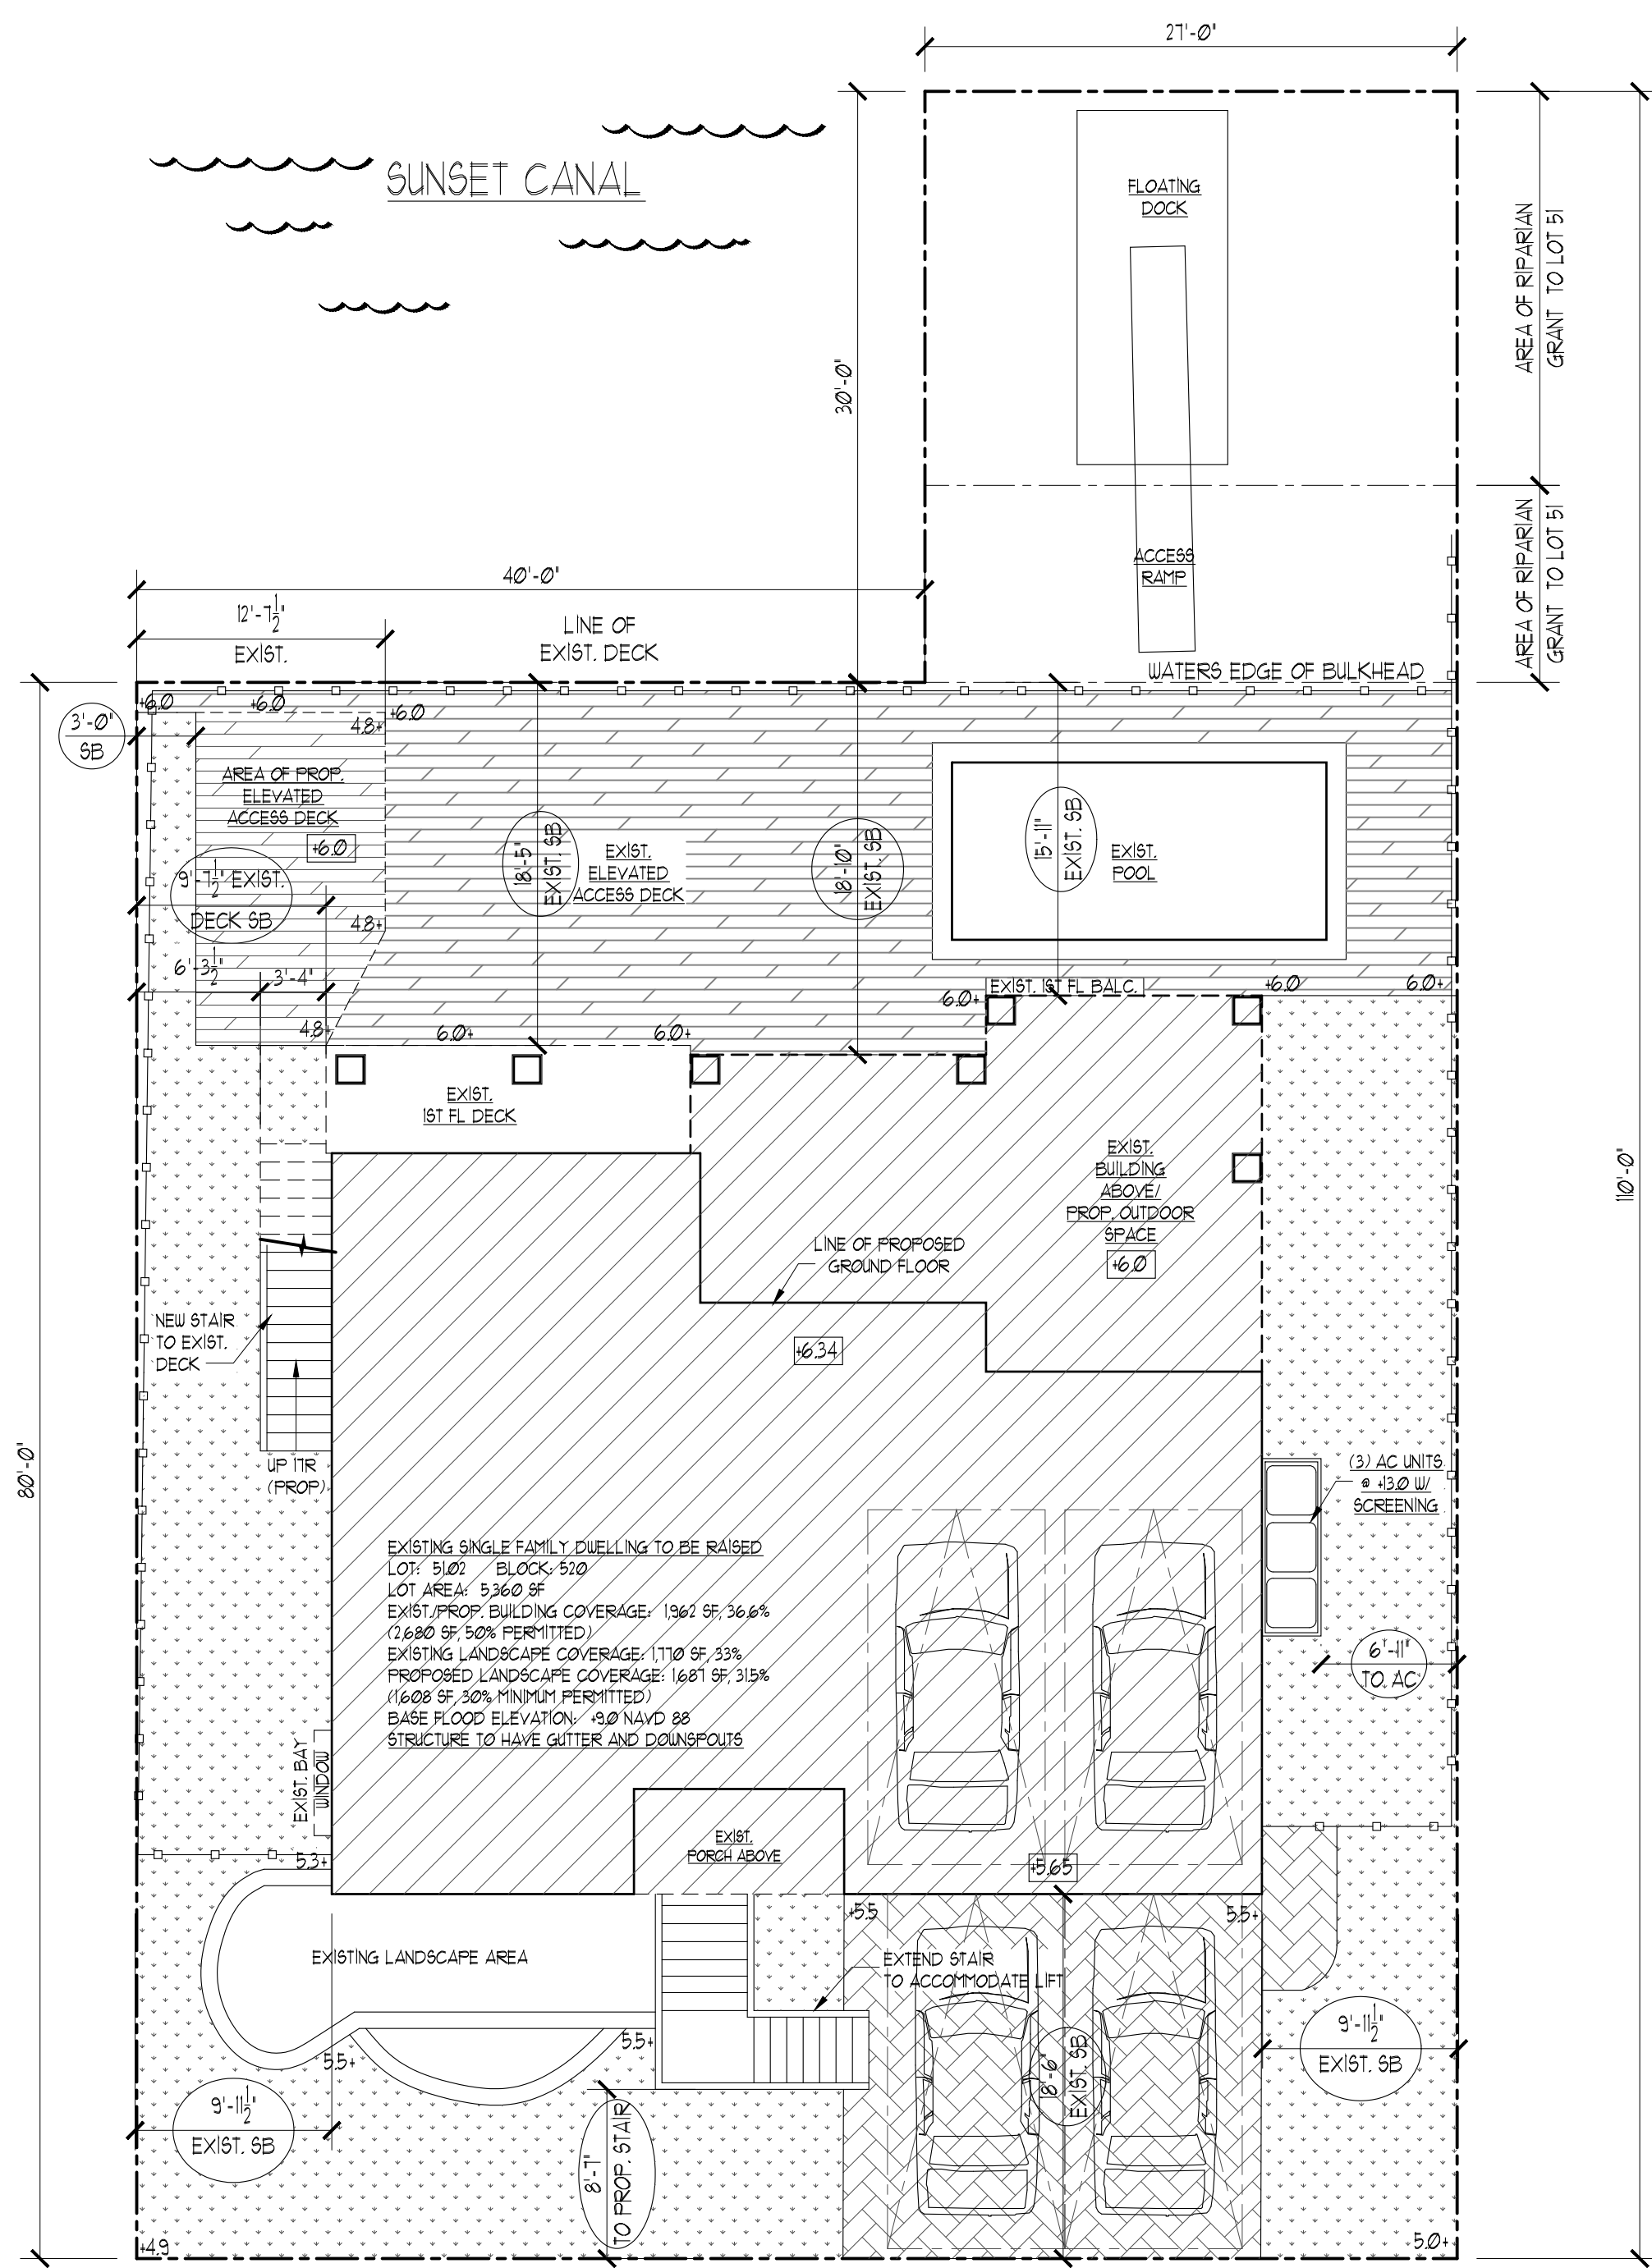 27'-0"
SUNSET CANAL
FLOATING
DOCK
AREA OF RIPARIAN
GRANT TO LOT 51
30'-0"
ACCESS
RAMP
AREA OF RIPARIAN
GRANT TO LOT 51
40'-0"
12'-7 1/2"
EXIST.
LINE OF
EXIST. DECK
WATERS EDGE OF BULKHEAD
+6.0
+6.0
+6.0
4.8+
3'-0"
SB
AREA OF PROP.
ELEVATED
ACCESS DECK
+6.0
9'-7 1/2" EXIST.
DECK SB
4.8+
18'-5"
EXIST. SB
EXIST.
ELEVATED
ACCESS DECK
18'-10"
EXIST. SB
15'-11"
EXIST. SB
EXIST.
POOL
6'-3 1/2"
3'-4"
4.8+
6.0+
6.0+
6.0+
EXIST. 1ST FL BALC.
+6.0
6.0+
EXIST.
1ST FL DECK
EXIST.
BUILDING
ABOVE/
PROP. OUTDOOR
SPACE
+6.0
110'-0"
LINE OF PROPOSED
GROUND FLOOR
+6.34
NEW STAIR
TO EXIST.
DECK
UP 17R
(PROP)
80'-0"
(3) AC UNITS
@ +13.0 W/
SCREENING
EXISTING SINGLE FAMILY DWELLING TO BE RAISED
LOT: 51.02 BLOCK: 520
LOT AREA: 5,360 SF
EXIST./PROP. BUILDING COVERAGE: 1,962 SF, 36.6%
(2,680 SF, 50% PERMITTED)
EXISTING LANDSCAPE COVERAGE: 1,770 SF, 33%
PROPOSED LANDSCAPE COVERAGE: 1,687 SF, 31.5%
(1,608 SF, 30% MINIMUM PERMITTED)
BASE FLOOD ELEVATION: +9.0 NAVD 88
STRUCTURE TO HAVE GUTTER AND DOWNSPOUTS
6'-11"
TO. AC
EXIST. BAY
WINDOW
EXIST.
PORCH ABOVE
5.3+
+5.65
+5.5
5.5+
EXISTING LANDSCAPE AREA
EXTEND STAIR
TO ACCOMMODATE LIFT
5.5+
5.5+
18'-6"
EXIST. SB
9'-11 1/2"
EXIST. SB
9'-11 1/2"
EXIST. SB
8'-7"
TO PROP. STAIR
+4.9
5.0+